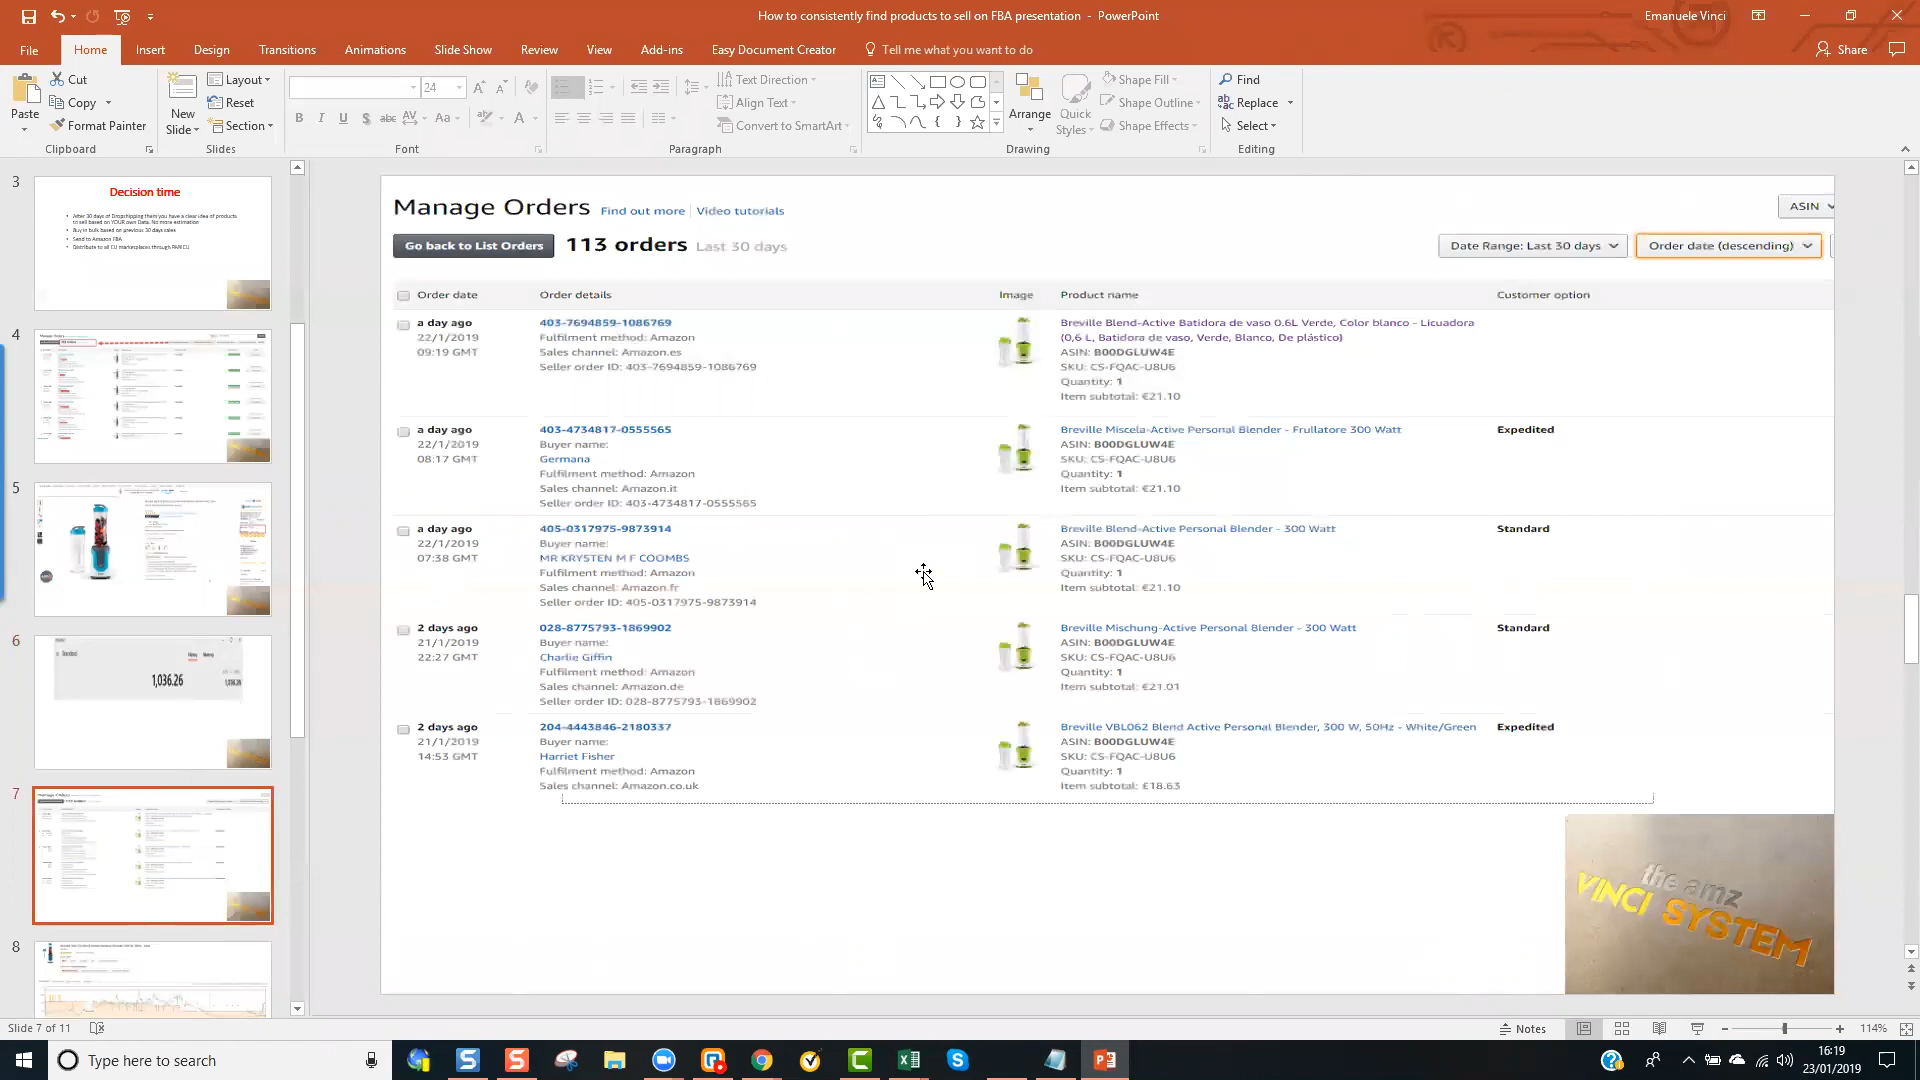 How to consistently find products to sell on FBA presentation - PowerPoint
Emanuele Vinci
File Home Insert Design Transitions Animations Slide Show Review View Add-ins Easy Document Creator Tell me what you want to do Share
Paste
Cut
Copy
Format Painter
Clipboard
New Slide
Layout
Reset
Section
Slides
24
Font
Text Direction
Align Text
Convert to SmartArt
Paragraph
Arrange
Quick Styles
Shape Fill
Shape Outline
Shape Effects
Drawing
Find
Replace
Select
Editing
3
Decision time
4
5
6
1,036.26
7
8
Manage Orders Find out more Video tutorials
ASIN
Go back to List Orders 113 orders Last 30 days
Date Range: Last 30 days Order date (descending)
Order date Order details Image Product name Customer option
a day ago
22/1/2019
09:19 GMT
403-7694859-1086769
Fulfilment method: Amazon
Sales channel: Amazon.es
Seller order ID: 403-7694859-1086769
Breville Blend-Active Batidora de vaso 0.6L Verde, Color blanco - Licuadora
(0,6 L, Batidora de vaso, Verde, Blanco, De plástico)
ASIN: B00DGLUW4E
SKU: CS-FQAC-U8U6
Quantity: 1
Item subtotal: €21.10
a day ago
22/1/2019
08:17 GMT
403-4734817-0555565
Buyer name:
Germana
Fulfilment method: Amazon
Sales channel: Amazon.it
Seller order ID: 403-4734817-0555565
Breville Miscela-Active Personal Blender - Frullatore 300 Watt
ASIN: B00DGLUW4E
SKU: CS-FQAC-U8U6
Quantity: 1
Item subtotal: €21.10
Expedited
a day ago
22/1/2019
07:38 GMT
405-0317975-9873914
Buyer name:
MR KRYSTEN M F COOMBS
Fulfilment method: Amazon
Sales channel: Amazon.fr
Seller order ID: 405-0317975-9873914
Breville Blend-Active Personal Blender - 300 Watt
ASIN: B00DGLUW4E
SKU: CS-FQAC-U8U6
Quantity: 1
Item subtotal: €21.10
Standard
2 days ago
21/1/2019
22:27 GMT
028-8775793-1869902
Buyer name:
Charlie Giffin
Fulfilment method: Amazon
Sales channel: Amazon.de
Seller order ID: 028-8775793-1869902
Breville Mischung-Active Personal Blender - 300 Watt
ASIN: B00DGLUW4E
SKU: CS-FQAC-U8U6
Quantity: 1
Item subtotal: €21.01
Standard
2 days ago
21/1/2019
14:53 GMT
204-4443846-2180337
Buyer name:
Harriet Fisher
Fulfilment method: Amazon
Sales channel: Amazon.co.uk
Breville VBL062 Blend Active Personal Blender, 300 W, 50Hz - White/Green
ASIN: B00DGLUW4E
SKU: CS-FQAC-U8U6
Quantity: 1
Item subtotal: £18.63
Expedited
the amz
VINCI SYSTEM
Slide 7 of 11
Notes
114%
Type here to search
16:19
23/01/2019